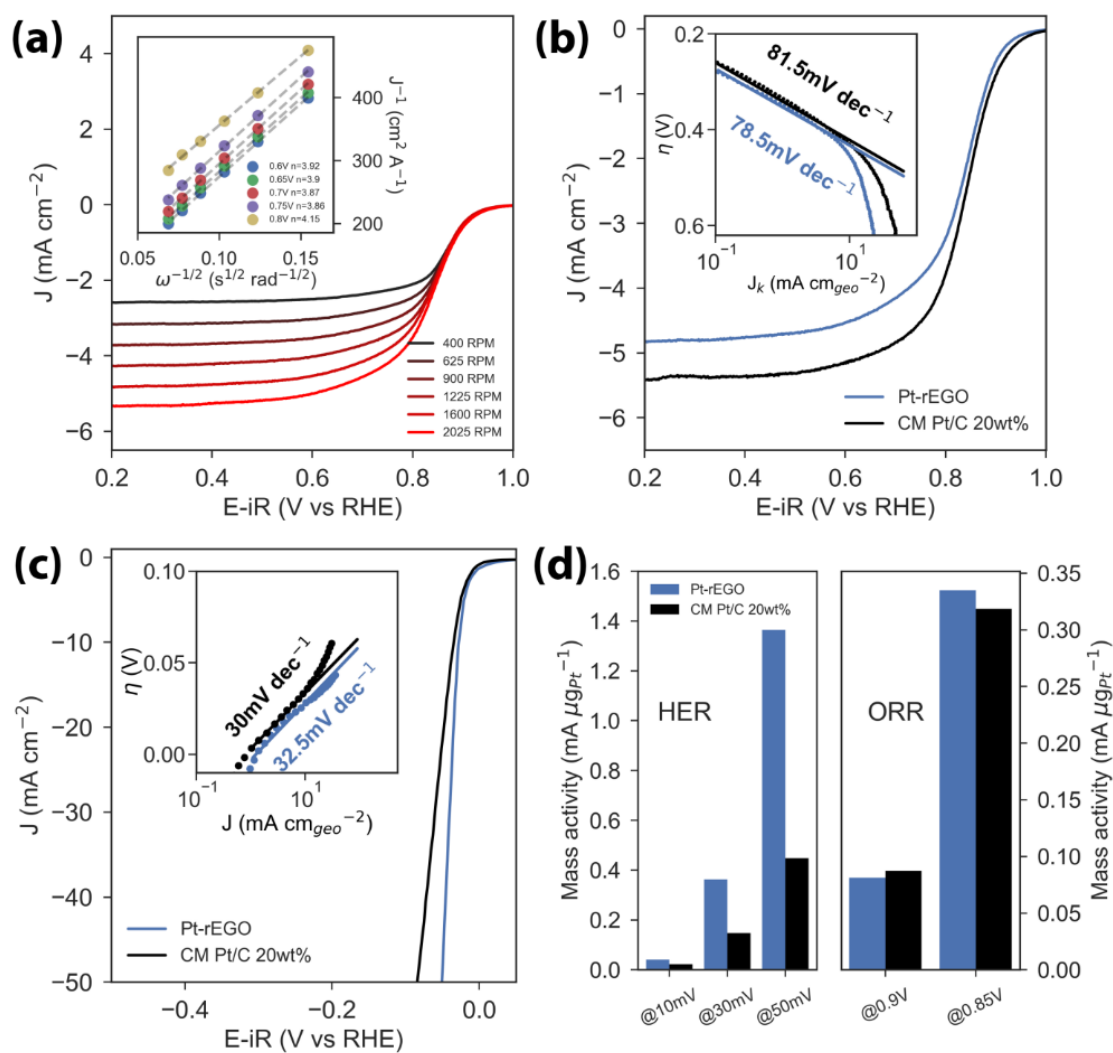 (a)
4
2
0
−2
−4
−6
J (mA cm⁻²)
0.2 0.4 0.6 0.8 1.0
E-iR (V vs RHE)
400
300
200
J⁻¹ (cm² A⁻¹)
0.05 0.10 0.15
ω⁻¹ᐟ² (s¹ᐟ² rad⁻¹ᐟ²)
0.6V n=3.92
0.65V n=3.9
0.7V n=3.87
0.75V n=3.86
0.8V n=4.15
400 RPM
625 RPM
900 RPM
1225 RPM
1600 RPM
2025 RPM
(b)
0
−1
−2
−3
−4
−5
−6
J (mA cm⁻²)
0.2 0.4 0.6 0.8 1.0
E-iR (V vs RHE)
0.2
0.4
0.6
η (V)
81.5mV dec⁻¹
78.5mV dec⁻¹
10⁻¹ 10¹
Jₖ (mA cm_geo⁻²)
Pt-rEGO
CM Pt/C 20wt%
(c)
0
−10
−20
−30
−40
−50
J (mA cm⁻²)
−0.4 −0.2 0.0
E-iR (V vs RHE)
0.10
0.05
0.00
η (V)
30mV dec⁻¹
32.5mV dec⁻¹
10⁻¹ 10¹
J (mA cm_geo⁻²)
Pt-rEGO
CM Pt/C 20wt%
(d)
1.6
1.4
1.2
1.0
0.8
0.6
0.4
0.2
0.0
Mass activity (mA μg_Pt⁻¹)
Pt-rEGO
CM Pt/C 20wt%
HER
@10mV @30mV @50mV
ORR
@0.9V @0.85V
0.35
0.30
0.25
0.20
0.15
0.10
0.05
0.00
Mass activity (mA μg_Pt⁻¹)